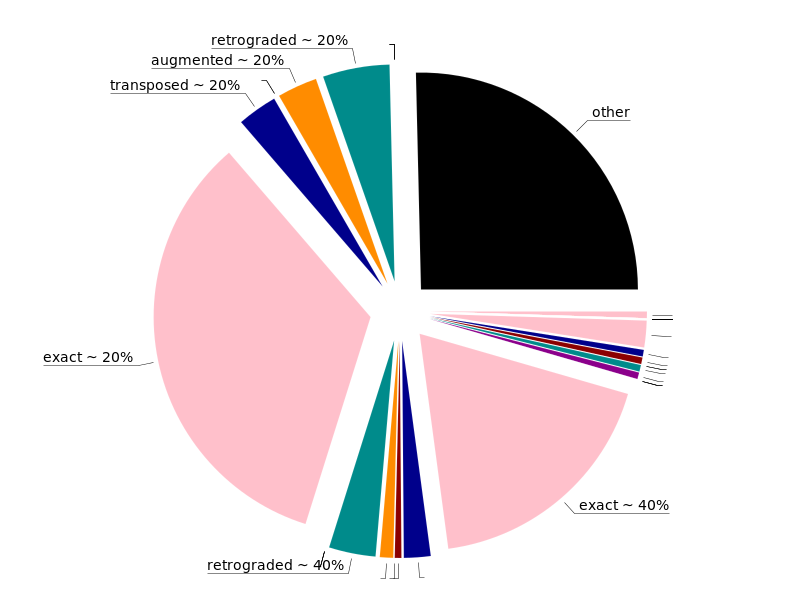 retrograded ~ 20%
augmented ~ 20%
transposed ~ 20%
other
exact ~ 20%
exact ~ 40%
retrograded ~ 40%